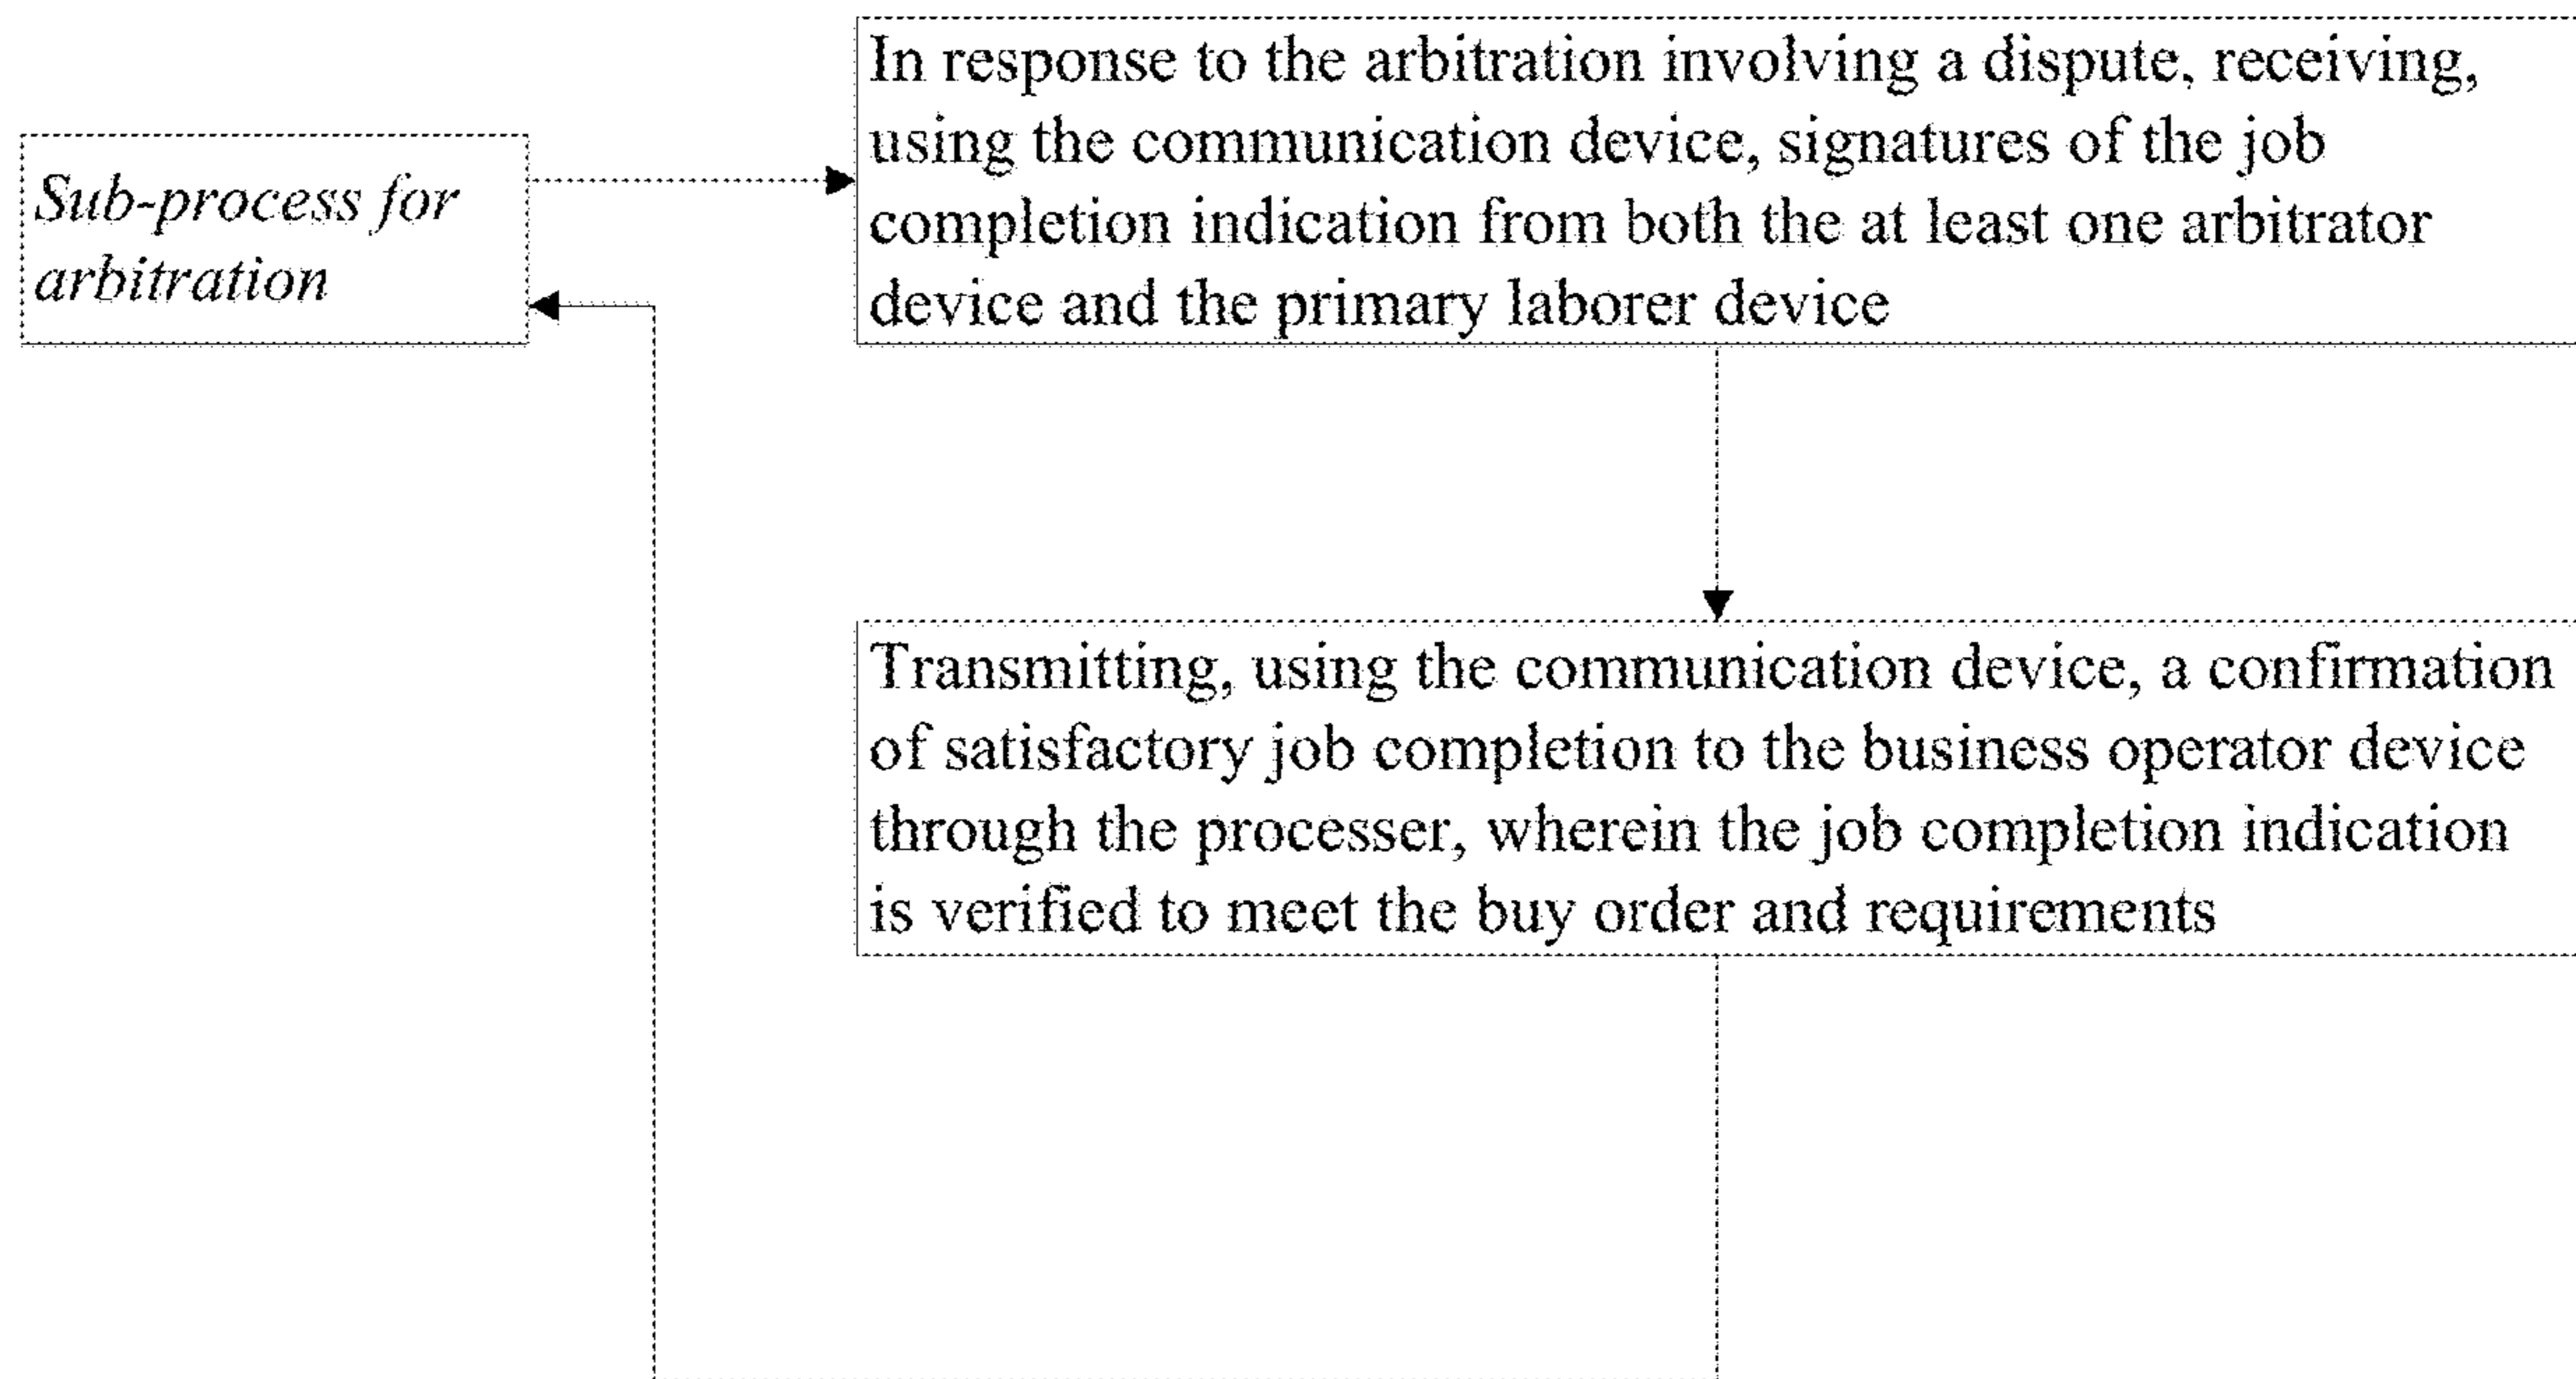 Sub-process for
arbitration
In response to the arbitration involving a dispute, receiving,
using the communication device, signatures of the job
completion indication from both the at least one arbitrator
device and the primary laborer device
Transmitting, using the communication device, a confirmation
of satisfactory job completion to the business operator device
through the processer, wherein the job completion indication
is verified to meet the buy order and requirements